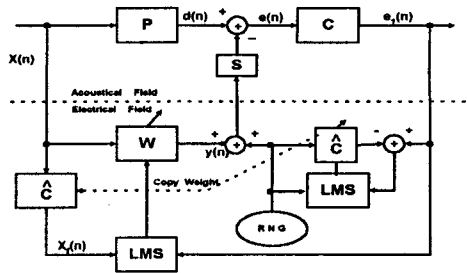 P
d(n)
+
+
−
e(n)
C
e₁(n)
X(n)
S
Acoustical Field
Electrical Field
W
+
y(n)
+
+
^
C
−
+
+
^
C
Copy Weight.
LMS
RNG
X₁(n)
LMS